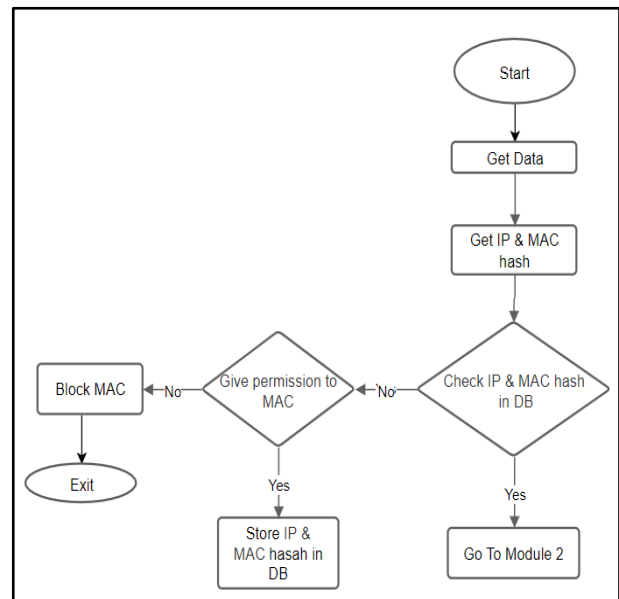 Start
Get Data
Get IP & MAC
hash
Check IP & MAC hash
in DB
No
Give permission to
MAC
No
Block MAC
Exit
Yes
Store IP &
MAC hasah in
DB
Yes
Go To Module 2